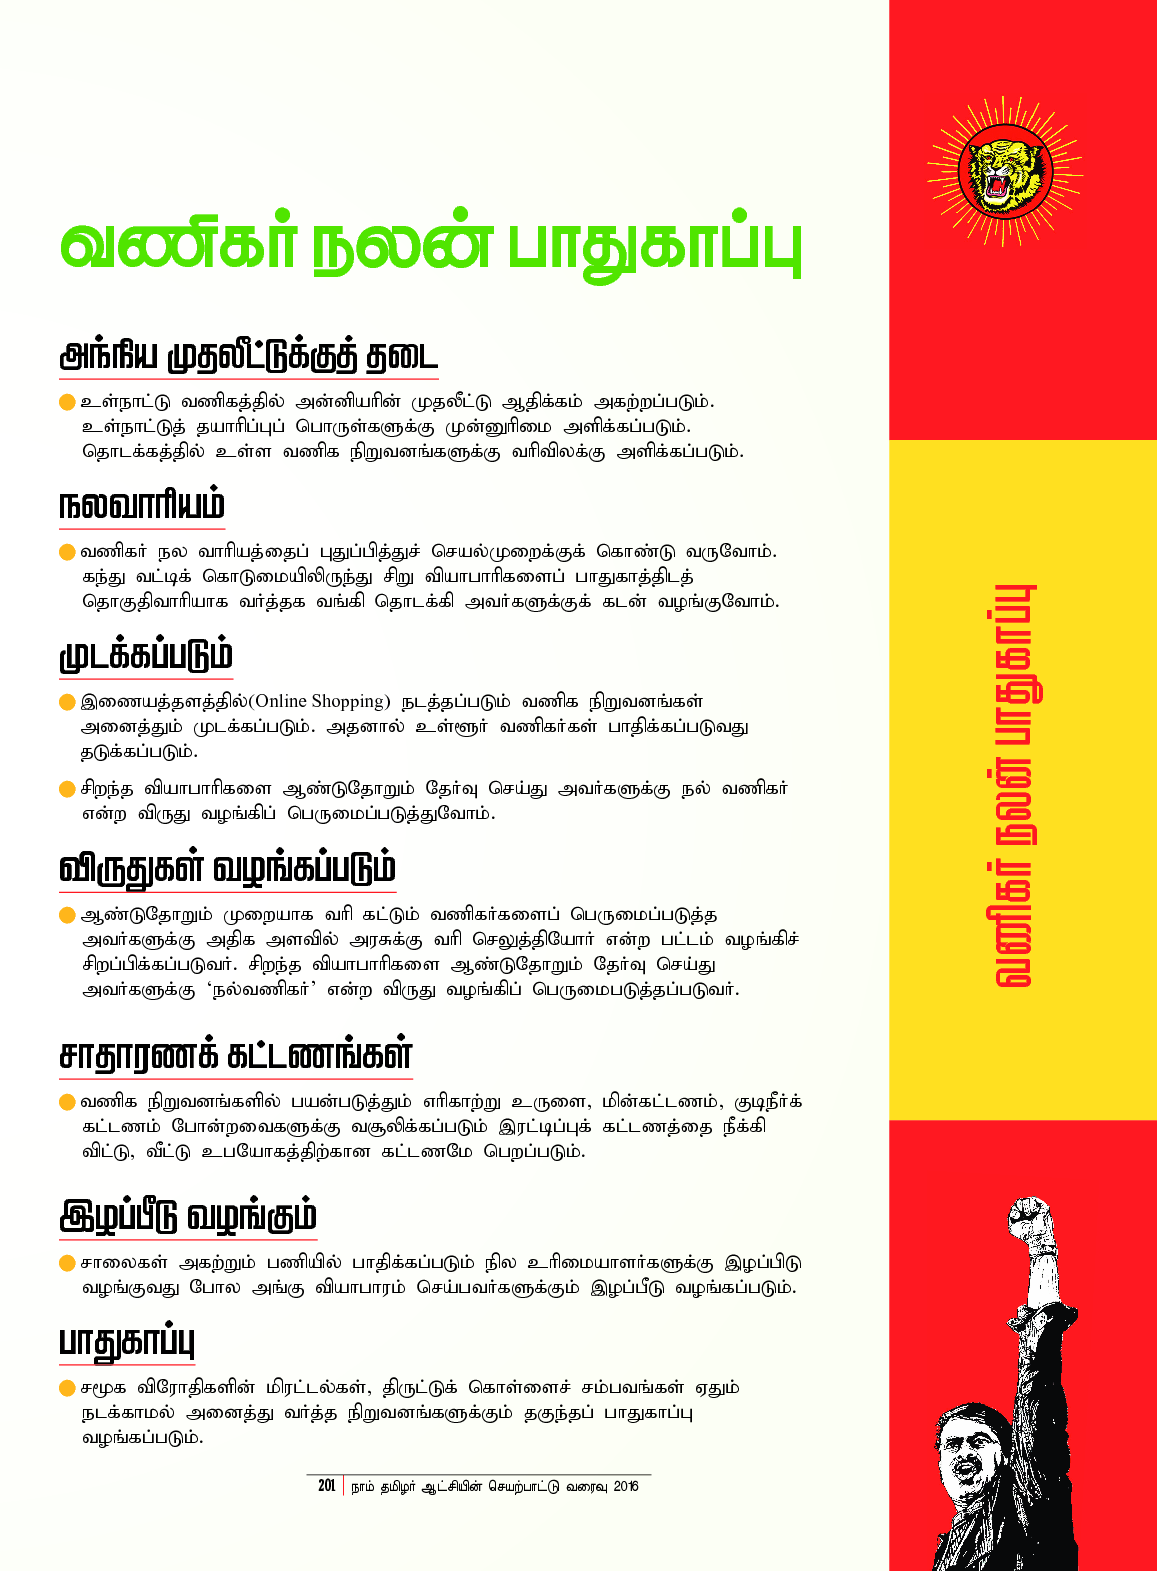 வணிகர் நலன் பாதுகாப்பு
அந்நிய முதலீட்டுக்குத் தடை
உள்நாட்டு வணிகத்தில் அன்னியரின் முதலீட்டு ஆதிக்கம் அகற்றப்படும்.
உள்நாட்டுத் தயாரிப்புப் பொருள்களுக்கு முன்னுரிமை அளிக்கப்படும்.
தொடக்கத்தில் உள்ள வணிக நிறுவனங்களுக்கு வரிவிலக்கு அளிக்கப்படும்.
நலவாரியம்
வணிகர் நல வாரியத்தைப் புதுப்பித்துச் செயல்முறைக்குக் கொண்டு வருவோம்.
கந்து வட்டிக் கொடுமையிலிருந்து சிறு வியாபாரிகளைப் பாதுகாத்திடத்
தொகுதிவாரியாக வர்த்தக வங்கி தொடக்கி அவர்களுக்குக் கடன் வழங்குவோம்.
முடக்கப்படும்
இணையத்தளத்தில்(Online Shopping) நடத்தப்படும் வணிக நிறுவனங்கள்
அனைத்தும் முடக்கப்படும். அதனால் உள்ளூர் வணிகர்கள் பாதிக்கப்படுவது
தடுக்கப்படும்.
சிறந்த வியாபாரிகளை ஆண்டுதோறும் தேர்வு செய்து அவர்களுக்கு நல் வணிகர்
என்ற விருது வழங்கிப் பெருமைப்படுத்துவோம்.
விருதுகள் வழங்கப்படும்
ஆண்டுதோறும் முறையாக வரி கட்டும் வணிகர்களைப் பெருமைப்படுத்த
அவர்களுக்கு அதிக அளவில் அரசுக்கு வரி செலுத்தியோர் என்ற பட்டம் வழங்கிச்
சிறப்பிக்கப்படுவர். சிறந்த வியாபாரிகளை ஆண்டுதோறும் தேர்வு செய்து
அவர்களுக்கு ‘நல்வணிகர்’ என்ற விருது வழங்கிப் பெருமைபடுத்தப்படுவர்.
சாதாரணக் கட்டணங்கள்
வணிக நிறுவனங்களில் பயன்படுத்தும் எரிகாற்று உருளை, மின்கட்டணம், குடிநீர்க்
கட்டணம் போன்றவைகளுக்கு வசூலிக்கப்படும் இரட்டிப்புக் கட்டணத்தை நீக்கி
விட்டு, வீட்டு உபயோகத்திற்கான கட்டணமே பெறப்படும்.
இழப்பீடு வழங்கும்
சாலைகள் அகற்றும் பணியில் பாதிக்கப்படும் நில உரிமையாளர்களுக்கு இழப்பிடு
வழங்குவது போல அங்கு வியாபாரம் செய்பவர்களுக்கும் இழப்பீடு வழங்கப்படும்.
பாதுகாப்பு
சமூக விரோதிகளின் மிரட்டல்கள், திருட்டுக் கொள்ளைச் சம்பவங்கள் ஏதும்
நடக்காமல் அனைத்து வர்த்த நிறுவனங்களுக்கும் தகுந்தப் பாதுகாப்பு
வழங்கப்படும்.
201 நாம் தமிழர் ஆட்சியின் செயற்பாட்டு வரைவு 2016
வணிகர் நலன் பாதுகாப்பு